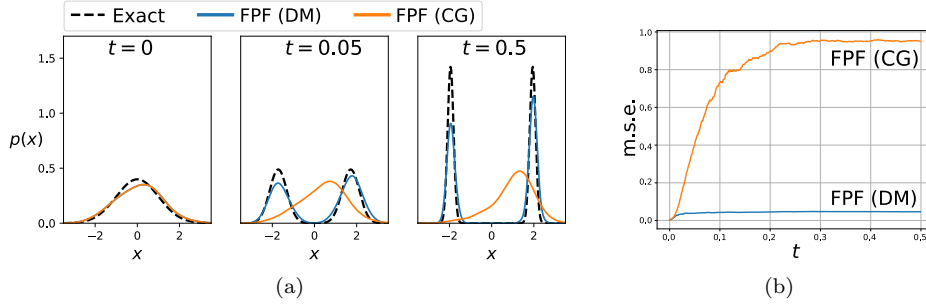 Exact FPF (DM) FPF (CG)
t = 0 t = 0.05 t = 0.5
1.5
1.0
p(x)
0.5
0.0
−2 0 2 −2 0 2 −2 0 2
x x x
(a)
1.0
0.8
0.6
0.4
0.2
0.0
m.s.e.
FPF (CG)
FPF (DM)
0,0 0,1 0,2 0,3 0,4 0,5
t
(b)